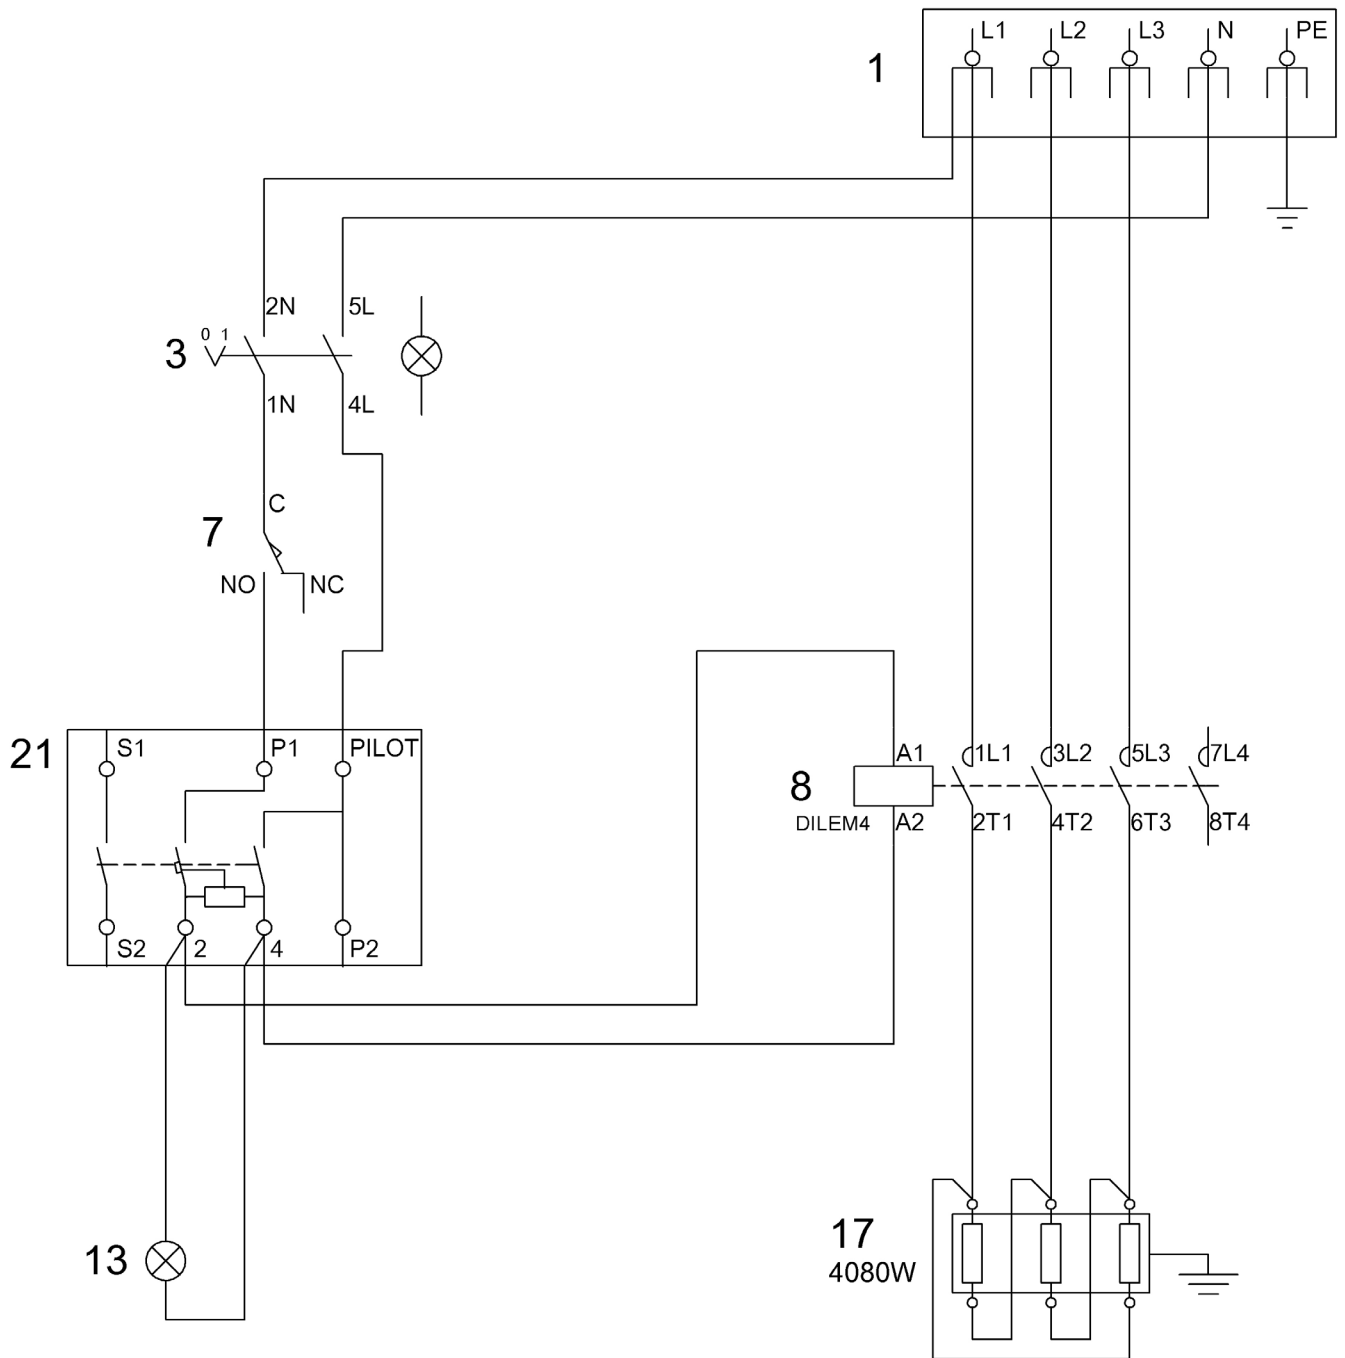 L1 L2 L3 N PE
1
2N 5L
0 1
3
1N 4L
C
7
NO NC
21
S1 P1 PILOT
A1 1L1 3L2 5L3 7L4
8
DILEM4 A2 2T1 4T2 6T3 8T4
S2 2 4 P2
17
13
4080W